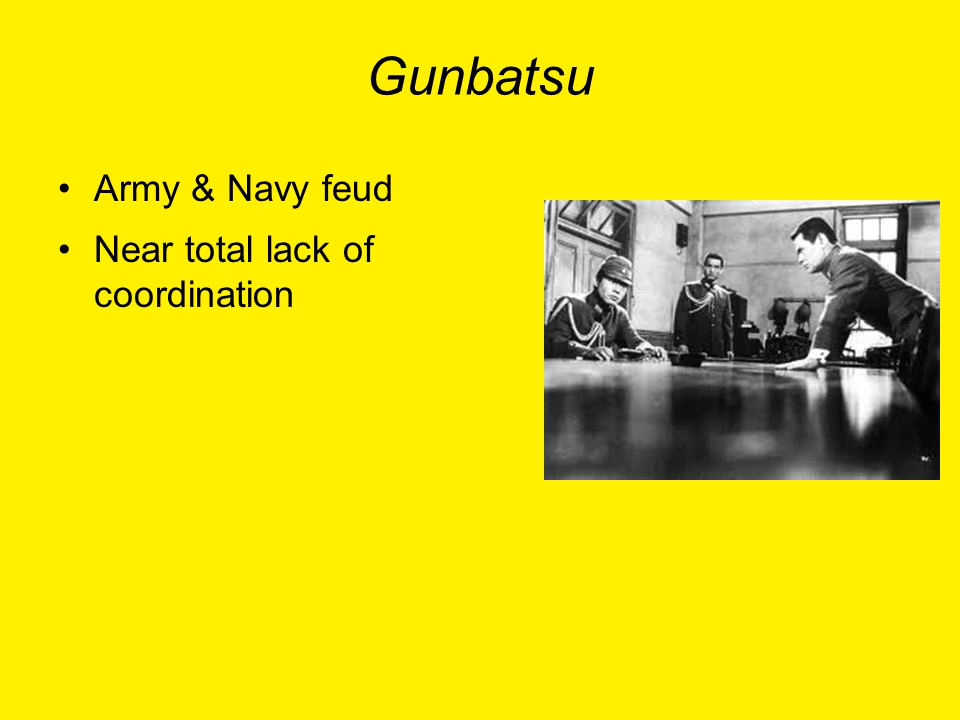 Gunbatsu
• Army & Navy feud
• Near total lack of
coordination